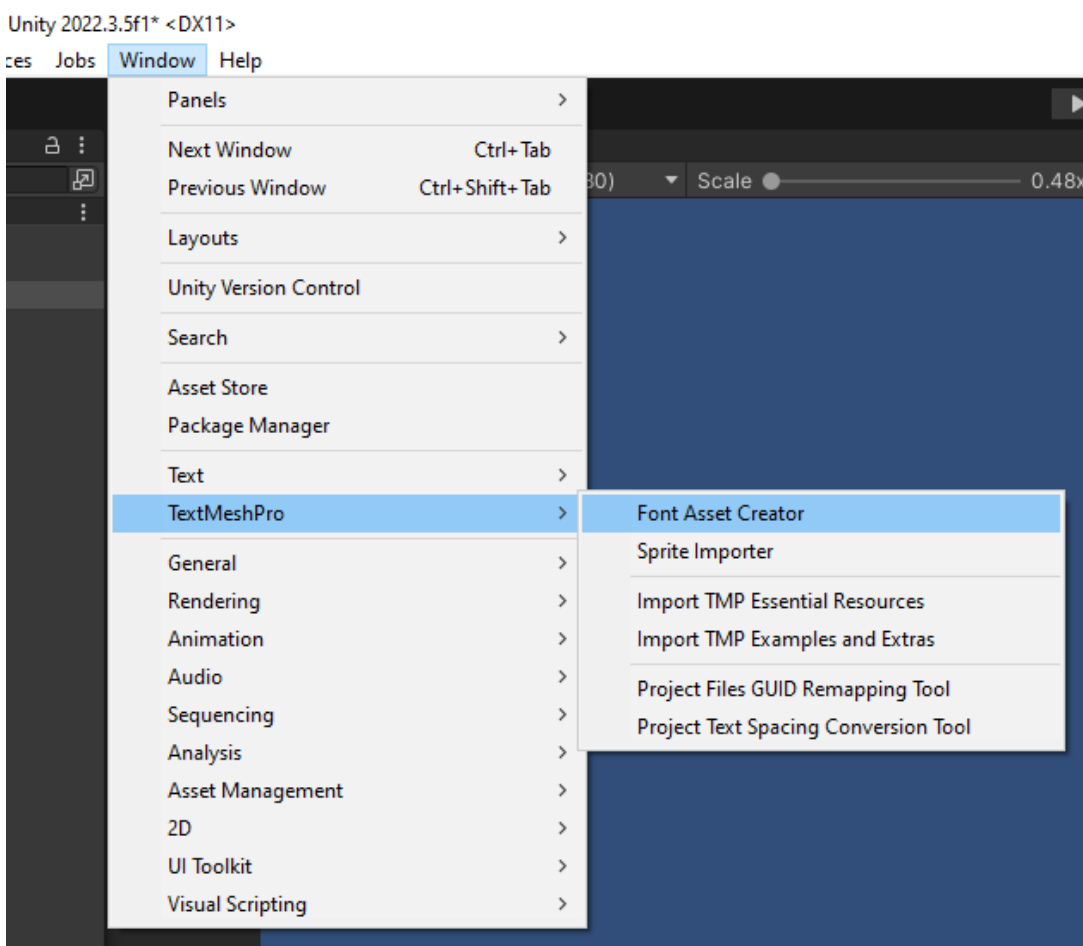 Unity 2022.3.5f1* <DX11>
ces Jobs Window Help
Panels
Next Window Ctrl+Tab
Previous Window Ctrl+Shift+Tab
80) Scale 0.48x
Layouts
Unity Version Control
Search
Asset Store
Package Manager
Text
TextMeshPro
Font Asset Creator
Sprite Importer
Import TMP Essential Resources
Import TMP Examples and Extras
Project Files GUID Remapping Tool
Project Text Spacing Conversion Tool
General
Rendering
Animation
Audio
Sequencing
Analysis
Asset Management
2D
UI Toolkit
Visual Scripting